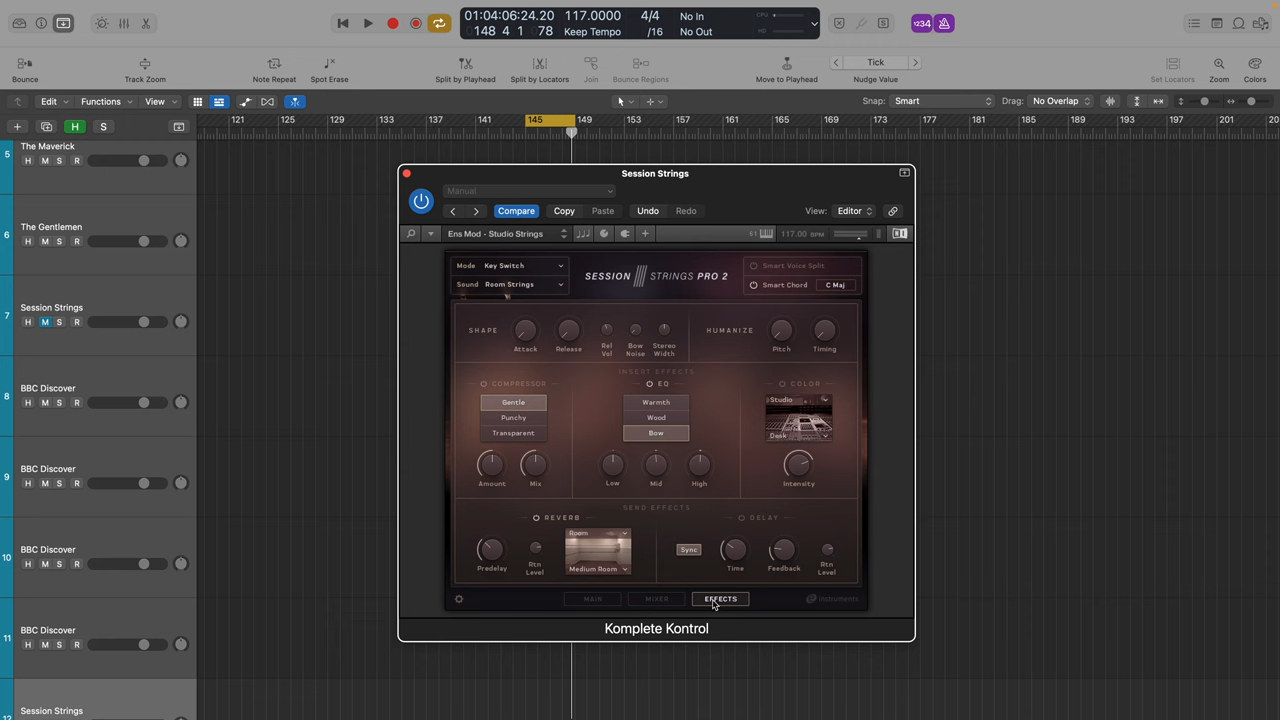 01:04:06:24.20 117.0000 4/4 No In
148 4 1 78 Keep Tempo /16 No Out
CPU
HD
1234
Bounce Track Zoom Note Repeat Spot Erase Split by Playhead Split by Locators Join Bounce Regions Move to Playhead Tick Nudge Value Set Locators Zoom Colors
Edit Functions View Snap: Smart Drag: No Overlap
H S
121 125 129 133 137 141 145 149 153 157 161 165 169 173 177 181 185 189 193 197 201 20
5 The Maverick
H M S R
6 The Gentlemen
H M S R
7 Session Strings
H M S R
8 BBC Discover
H M S R
9 BBC Discover
H M S R
10 BBC Discover
H M S R
11 BBC Discover
H M S R
12 Session Strings
Session Strings
Manual
Compare Copy Paste Undo Redo View: Editor
Ens Mod - Studio Strings 61 117.00 BPM
Mode Key Switch
Sound Room Strings
SESSION STRINGS PRO 2
Smart Voice Split
Smart Chord C Maj
SHAPE Attack Release Rel Vol Bow Noise Stereo Width
HUMANIZE Pitch Timing
INSERT EFFECTS
COMPRESSOR EQ COLOR
Gentle Warmth Studio
Punchy Wood
Transparent Bow Desk
Amount Mix Low Mid High Intensity
SEND EFFECTS
REVERB DELAY
Room
Sync
Medium Room
Predelay Rtn Level Time Feedback Rtn Level
MAIN MIXER EFFECTS instruments
Komplete Kontrol